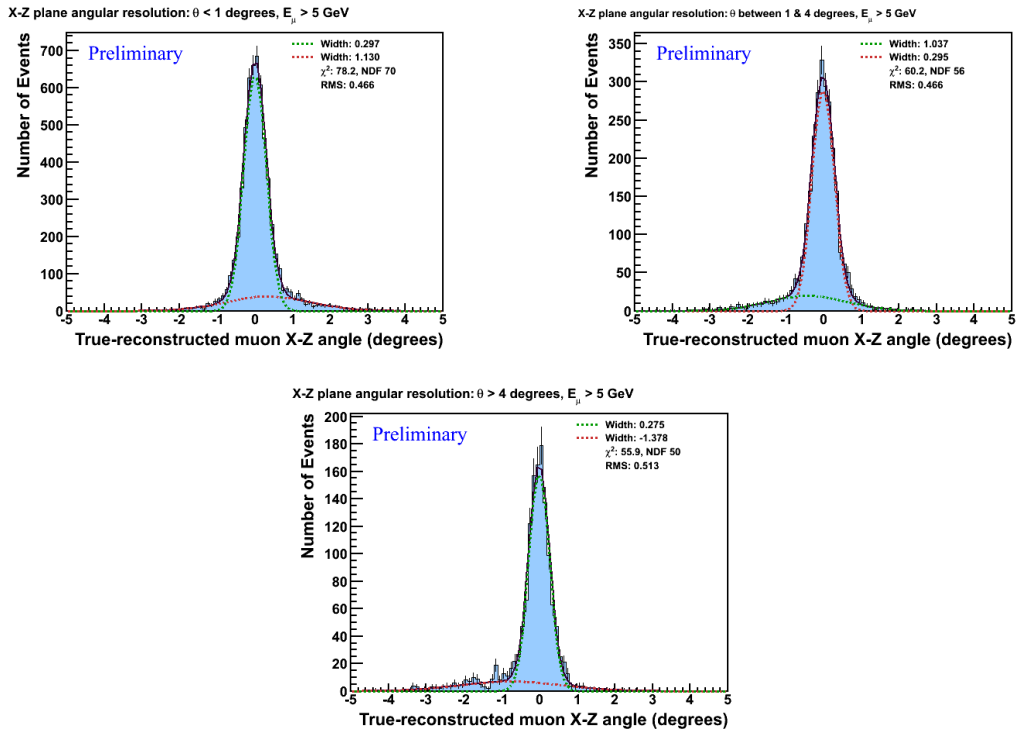 X-Z plane angular resolution: θ < 1 degrees, Eμ > 5 GeV
Number of Events
Preliminary
Width: 0.297
Width: 1.130
χ²: 78.2, NDF 70
RMS: 0.466
700
600
500
400
300
200
100
0
-5 -4 -3 -2 -1 0 1 2 3 4 5
True-reconstructed muon X-Z angle (degrees)
X-Z plane angular resolution: θ between 1 & 4 degrees, Eμ > 5 GeV
Number of Events
Preliminary
Width: 1.037
Width: 0.295
χ²: 60.2, NDF 56
RMS: 0.466
350
300
250
200
150
100
50
0
-5 -4 -3 -2 -1 0 1 2 3 4 5
True-reconstructed muon X-Z angle (degrees)
X-Z plane angular resolution: θ > 4 degrees, Eμ > 5 GeV
Number of Events
Preliminary
Width: 0.275
Width: -1.378
χ²: 55.9, NDF 50
RMS: 0.513
200
180
160
140
120
100
80
60
40
20
0
-5 -4 -3 -2 -1 0 1 2 3 4 5
True-reconstructed muon X-Z angle (degrees)